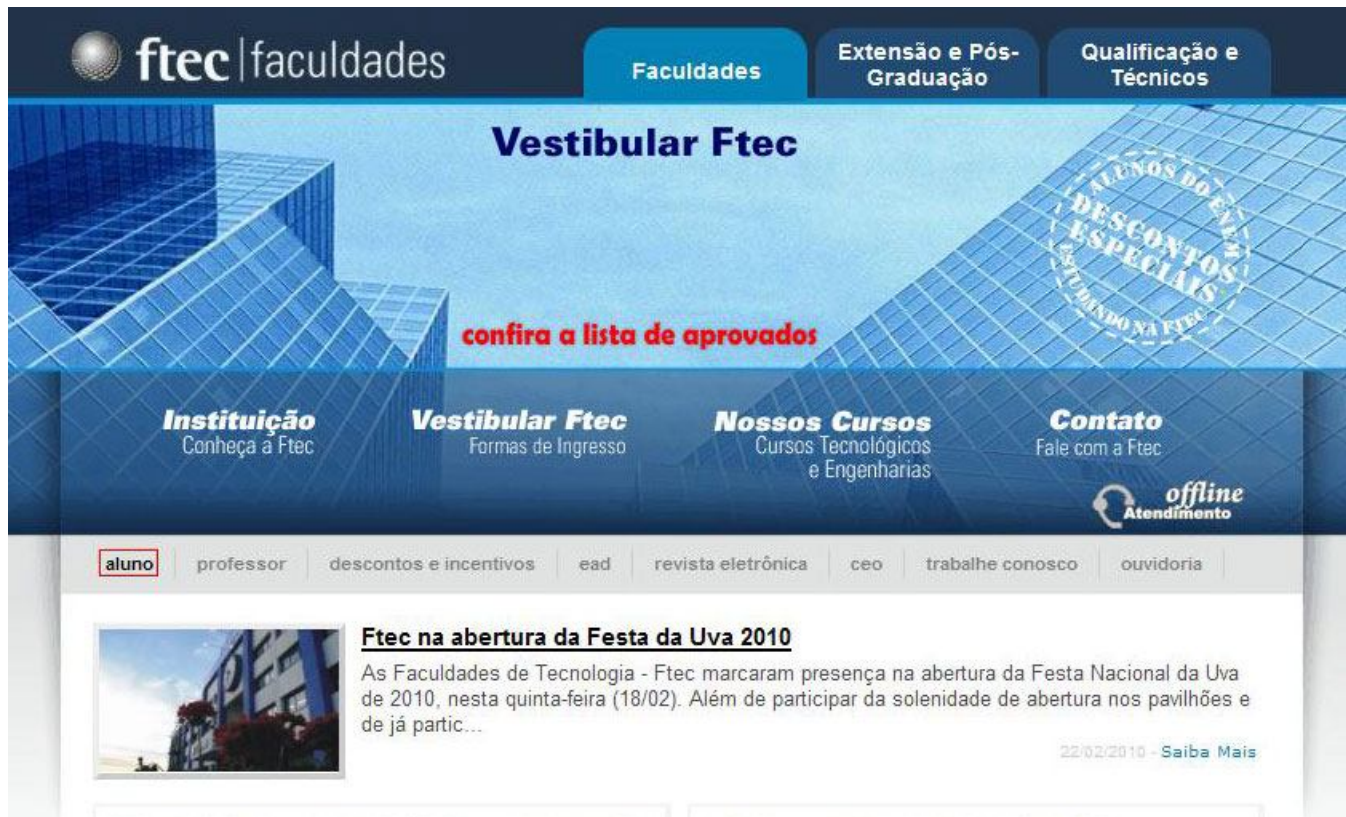 ftec|faculdades
Faculdades
Extensão e Pós-
Graduação
Qualificação e
Técnicos
Vestibular Ftec
ALUNOS DO ENEM
DESCONTOS
ESPECIAIS
ESTUDANDO NA FTEC
confira a lista de aprovados
Instituição
Conheça a Ftec
Vestibular Ftec
Formas de Ingresso
Nossos Cursos
Cursos Tecnológicos
e Engenharias
Contato
Fale com a Ftec
offline
Atendimento
aluno professor descontos e incentivos ead revista eletrônica ceo trabalhe conosco ouvidoria
Ftec na abertura da Festa da Uva 2010
As Faculdades de Tecnologia - Ftec marcaram presença na abertura da Festa Nacional da Uva
de 2010, nesta quinta-feira (18/02). Além de participar da solenidade de abertura nos pavilhões e
de já partic...
22/02/2010 - Saiba Mais